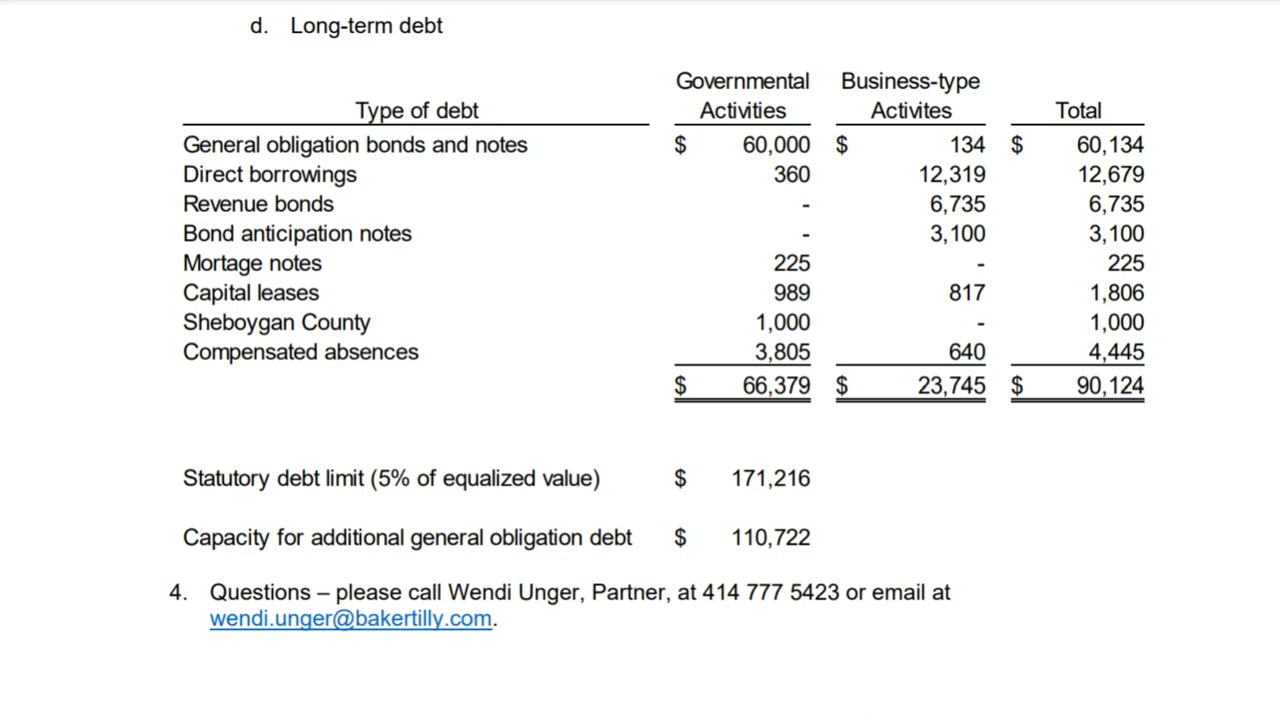 d. Long-term debt
Governmental Business-type
Type of debt Activities Activites Total
General obligation bonds and notes $ 60,000 $ 134 $ 60,134
Direct borrowings 360 12,319 12,679
Revenue bonds - 6,735 6,735
Bond anticipation notes - 3,100 3,100
Mortage notes 225 - 225
Capital leases 989 817 1,806
Sheboygan County 1,000 - 1,000
Compensated absences 3,805 640 4,445
$ 66,379 $ 23,745 $ 90,124
Statutory debt limit (5% of equalized value) $ 171,216
Capacity for additional general obligation debt $ 110,722
4. Questions – please call Wendi Unger, Partner, at 414 777 5423 or email at
wendi.unger@bakertilly.com.